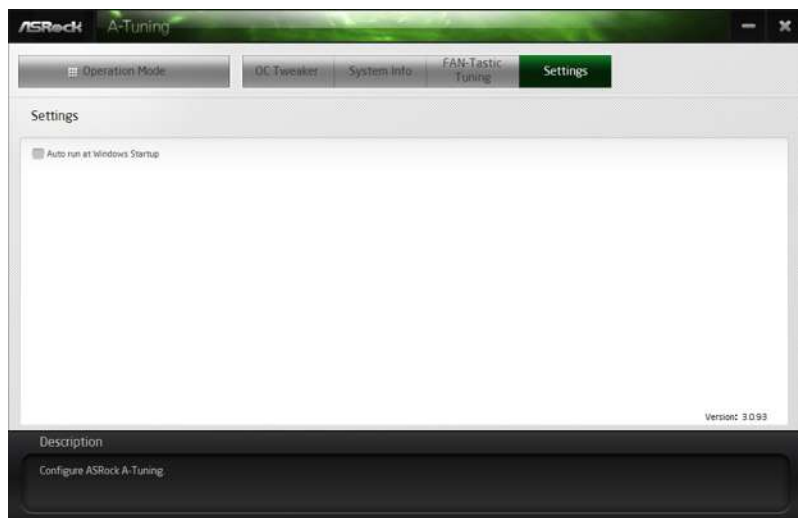 ASRock A-Tuning
Operation Mode OC Tweaker System Info FAN-Tastic Tuning Settings
Settings
Auto run at Windows Startup
Version: 3.0.93
Description
Configure ASRock A-Tuning.